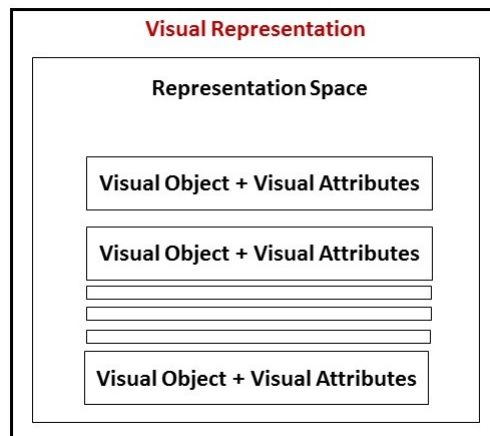 Visual Representation
Representation Space
Visual Object + Visual Attributes
Visual Object + Visual Attributes
Visual Object + Visual Attributes